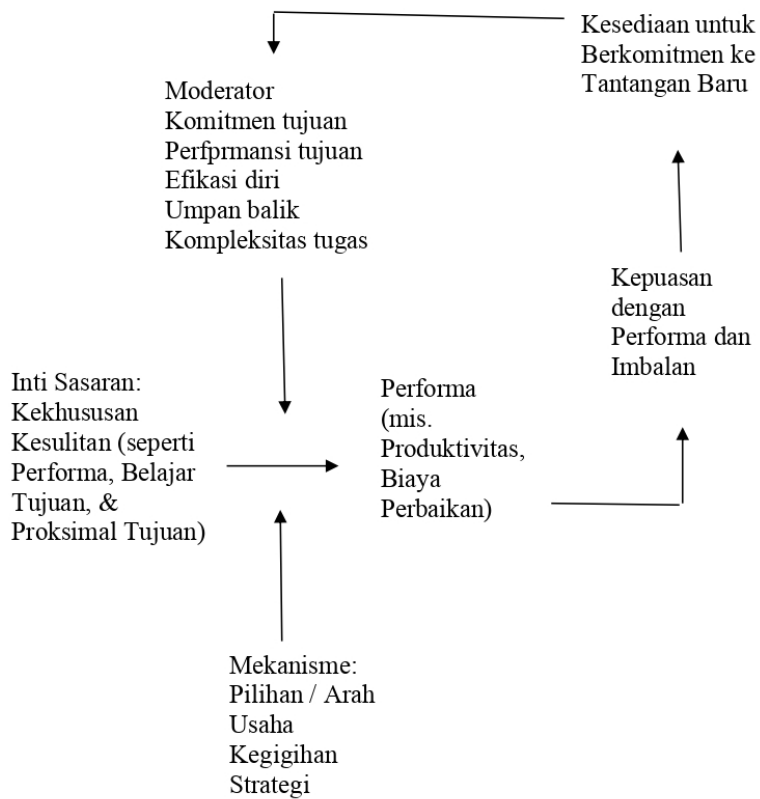 Kesediaan untuk
Berkomitmen ke
Tantangan Baru
Moderator
Komitmen tujuan
Perfprmansi tujuan
Efikasi diri
Umpan balik
Kompleksitas tugas
Kepuasan
dengan
Performa dan
Imbalan
Inti Sasaran:
Kekhususan
Kesulitan (seperti
Performa, Belajar
Tujuan, &
Proksimal Tujuan)
Performa
(mis.
Produktivitas,
Biaya
Perbaikan)
Mekanisme:
Pilihan / Arah
Usaha
Kegigihan
Strategi